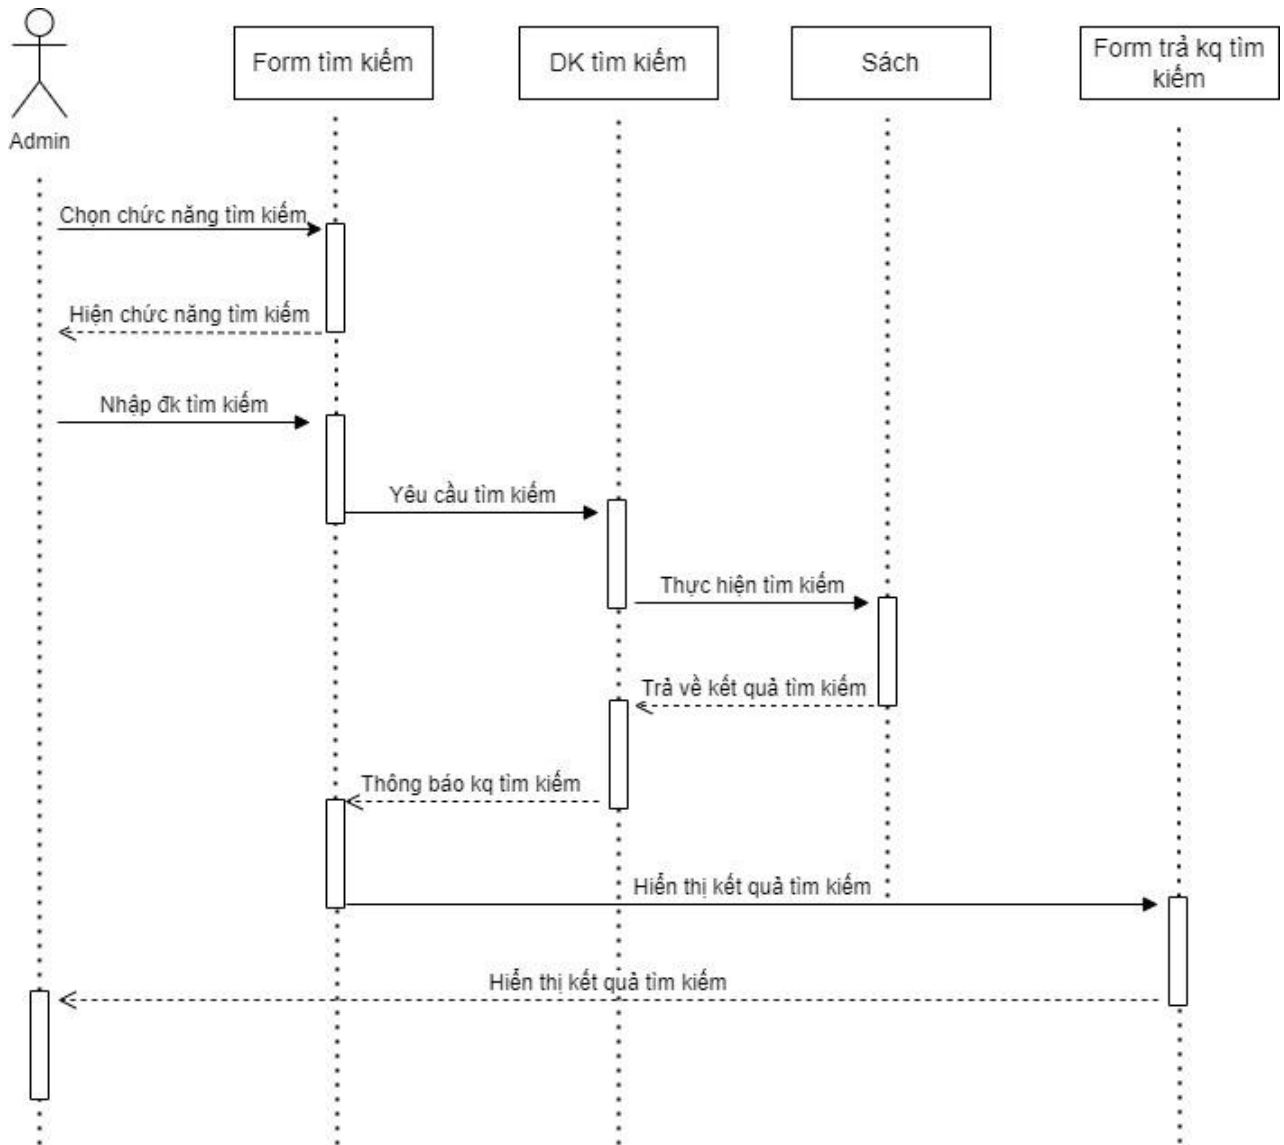 Form tìm kiếm
DK tìm kiếm
Sách
Form trả kq tìm
kiếm
Admin
Chọn chức năng tìm kiếm
Hiện chức năng tìm kiếm
Nhập đk tìm kiếm
Yêu cầu tìm kiếm
Thực hiện tìm kiếm
Trả về kết quả tìm kiếm
Thông báo kq tìm kiếm
Hiển thị kết quả tìm kiếm
Hiển thị kết quả tìm kiếm